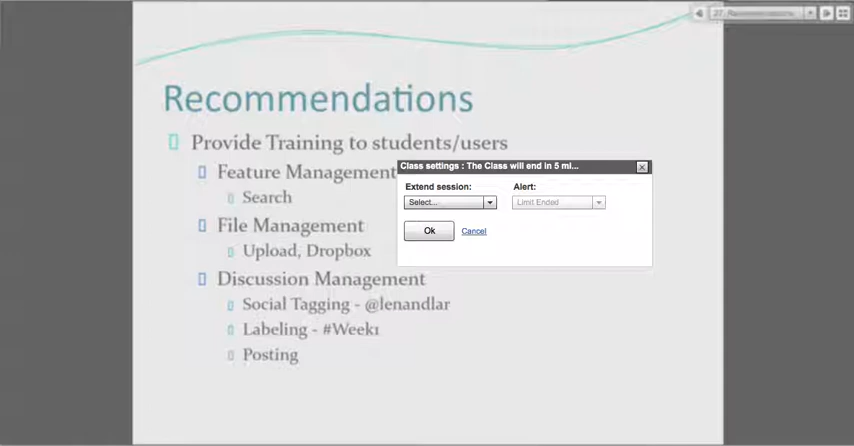 37. Recommendations
Recommendations
Provide Training to students/users
Feature Management
Search
File Management
Upload, Dropbox
Discussion Management
Social Tagging - @lenandlar
Labeling - #Week1
Posting
Class settings : The Class will end in 5 mi...
Extend session: Alert:
Select... Limit Ended
Ok Cancel